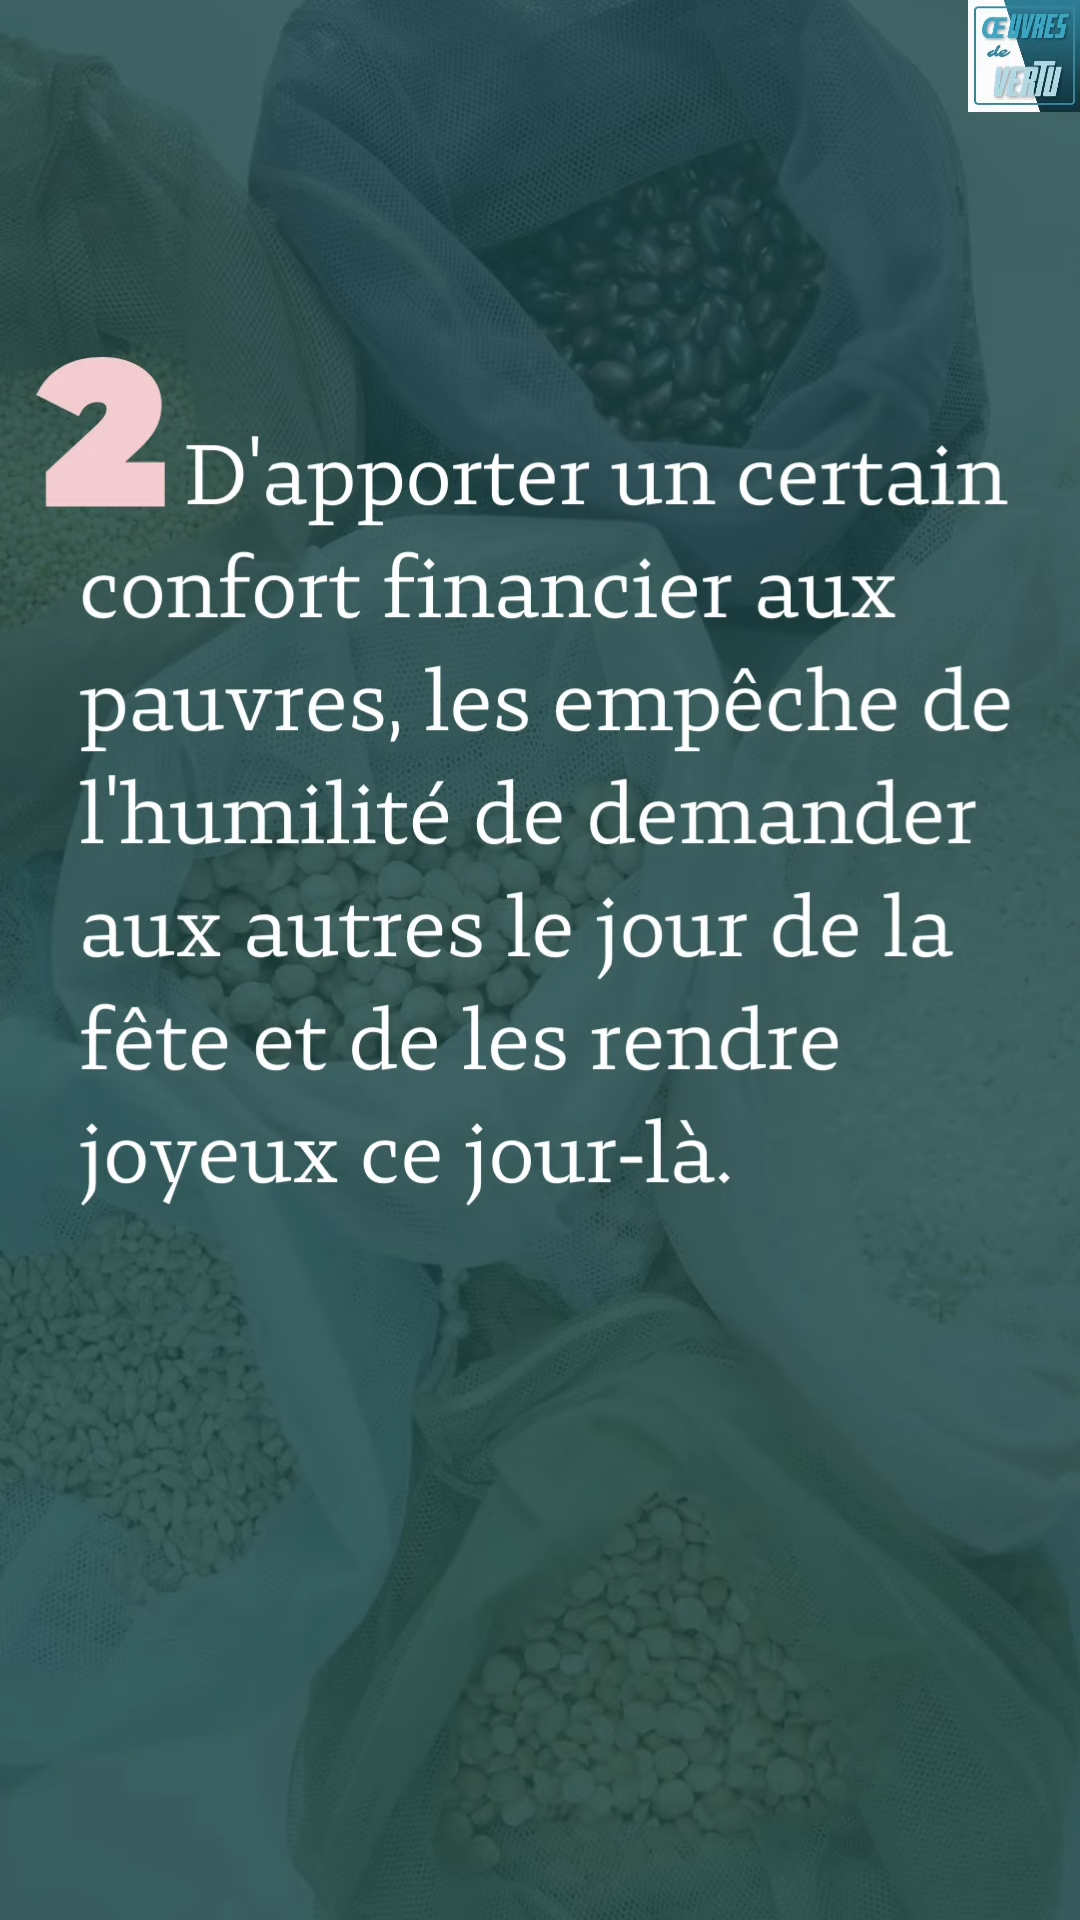 ŒUVRES
de
VERTU
2 D'apporter un certain
confort financier aux
pauvres, les empêche de
l'humilité de demander
aux autres le jour de la
fête et de les rendre
joyeux ce jour-là.